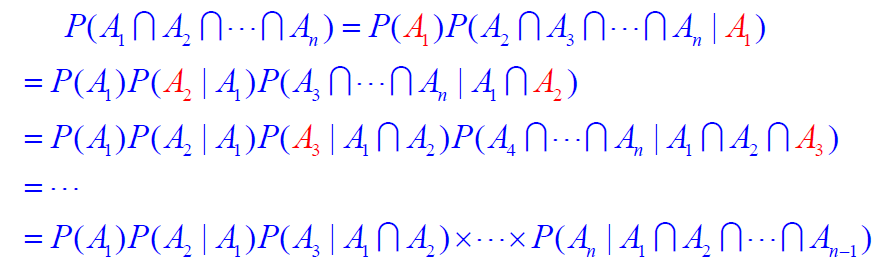 P(A₁⋂A₂⋂⋯⋂Aₙ) = P(A₁)P(A₂⋂A₃⋂⋯⋂Aₙ | A₁)
= P(A₁)P(A₂ | A₁)P(A₃⋂⋯⋂Aₙ | A₁⋂A₂)
= P(A₁)P(A₂ | A₁)P(A₃ | A₁⋂A₂)P(A₄⋂⋯⋂Aₙ | A₁⋂A₂⋂A₃)
= ⋯
= P(A₁)P(A₂ | A₁)P(A₃ | A₁⋂A₂)×⋯×P(Aₙ | A₁⋂A₂⋂⋯⋂Aₙ₋₁)